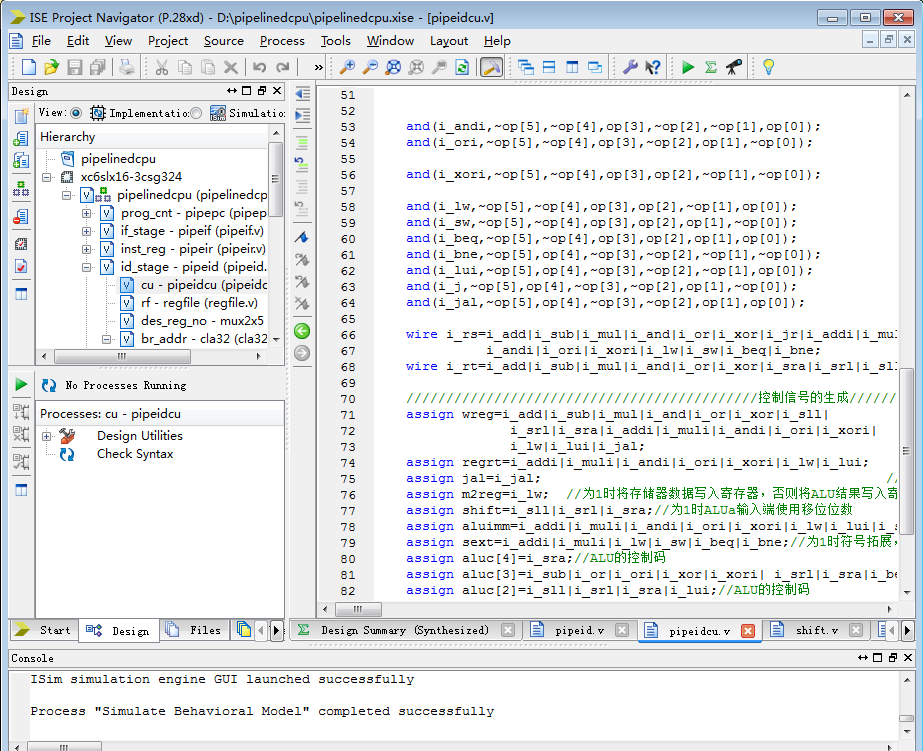 ISE Project Navigator (P.28xd) - D:\pipelinedcpu\pipelinedcpu.xise - [pipeidcu.v]
File Edit View Project Source Process Tools Window Layout Help
Design
View: Implementatio Simulatio
Hierarchy
pipelinedcpu
xc6slx16-3csg324
pipelinedcpu (pipelinedcp
prog_cnt - pipepc (pipep
if_stage - pipeif (pipeif.v)
inst_reg - pipeir (pipeir.v)
id_stage - pipeid (pipeid.
cu - pipeidcu (pipeidc
rf - regfile (regfile.v)
des_reg_no - mux2x5
br_addr - cla32 (cla32
No Processes Running
Processes: cu - pipeidcu
Design Utilities
Check Syntax
Start Design Files
51
52
53 and(i_andi,~op[5],~op[4],op[3],~op[2],~op[1],op[0]);
54 and(i_ori,~op[5],~op[4],op[3],~op[2],op[1],~op[0]);
55
56 and(i_xori,~op[5],~op[4],op[3],op[2],~op[1],~op[0]);
57
58 and(i_lw,~op[5],~op[4],op[3],op[2],~op[1],op[0]);
59 and(i_sw,~op[5],~op[4],op[3],op[2],op[1],~op[0]);
60 and(i_beq,~op[5],~op[4],op[3],op[2],op[1],op[0]);
61 and(i_bne,~op[5],op[4],~op[3],~op[2],~op[1],~op[0]);
62 and(i_lui,~op[5],op[4],~op[3],~op[2],~op[1],op[0]);
63 and(i_j,~op[5],op[4],~op[3],~op[2],op[1],~op[0]);
64 and(i_jal,~op[5],op[4],~op[3],~op[2],op[1],op[0]);
65
66 wire i_rs=i_add|i_sub|i_mul|i_and|i_or|i_xor|i_jr|i_addi|i_mul
67 i_andi|i_ori|i_xori|i_lw|i_sw|i_beq|i_bne;
68 wire i_rt=i_add|i_sub|i_mul|i_and|i_or|i_xor|i_sra|i_srl|i_sll
69
70 ////////////////////////////////////////////控制信号的生成//////
71 assign wreg=i_add|i_sub|i_mul|i_and|i_or|i_xor|i_sll|
72 i_srl|i_sra|i_addi|i_muli|i_andi|i_ori|i_xori|
73 i_lw|i_lui|i_jal;
74 assign regrt=i_addi|i_muli|i_andi|i_ori|i_xori|i_lw|i_lui;
75 assign jal=i_jal; //
76 assign m2reg=i_lw; //为1时将存储器数据写入寄存器，否则将ALU结果写入寄
77 assign shift=i_sll|i_srl|i_sra;//为1时ALUa输入端使用移位位数
78 assign aluimm=i_addi|i_muli|i_andi|i_ori|i_xori|i_lw|i_lui|i_s
79 assign sext=i_addi|i_muli|i_lw|i_sw|i_beq|i_bne;//为1时符号拓展，
80 assign aluc[4]=i_sra;//ALU的控制码
81 assign aluc[3]=i_sub|i_or|i_ori|i_xor|i_xori| i_srl|i_sra|i_be
82 assign aluc[2]=i_sll|i_srl|i_sra|i_lui;//ALU的控制码
Design Summary (Synthesized) pipeid.v pipeidcu.v shift.v
Console
ISim simulation engine GUI launched successfully
Process "Simulate Behavioral Model" completed successfully